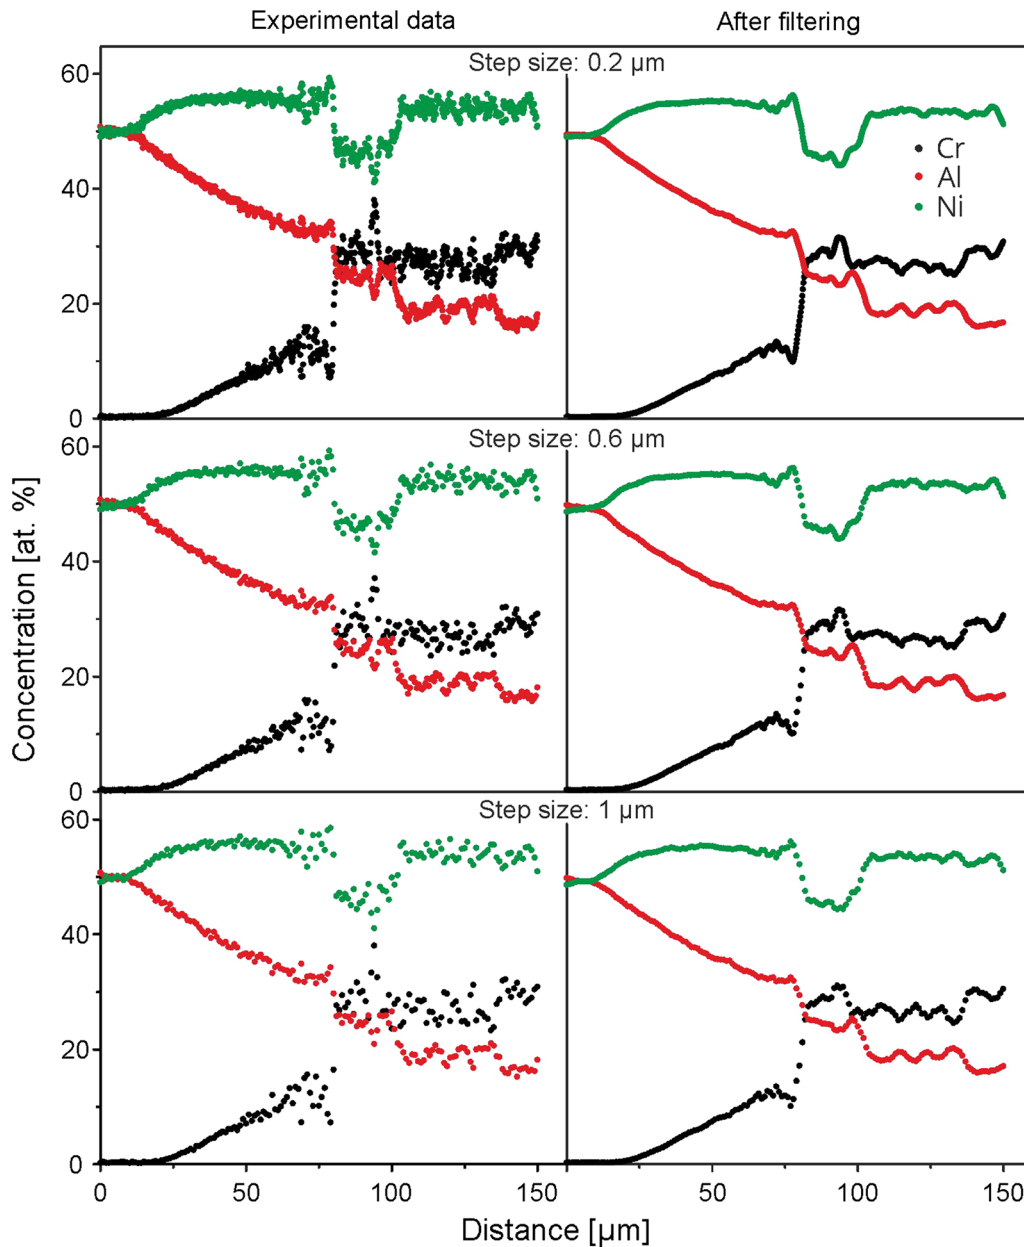 Experimental data
After filtering
Step size: 0.2 µm
60
40
20
0
Cr
Al
Ni
Step size: 0.6 µm
60
40
20
0
Step size: 1 µm
60
40
20
0
Concentration [at. %]
0
50
100
150
50
100
150
Distance [µm]